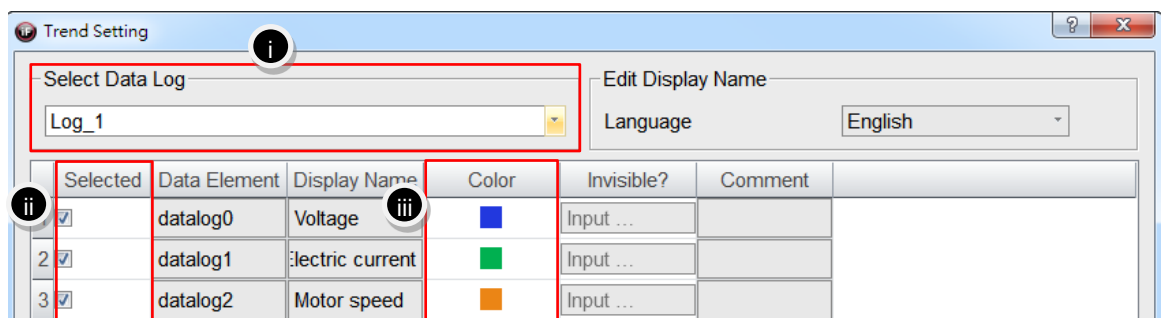 Trend Setting
i
Select Data Log
Edit Display Name
Log_1
Language
English
Selected Data Element Display Name Color Invisible? Comment
ii
iii
datalog0 Voltage Input ...
2 datalog1 Electric current Input ...
3 datalog2 Motor speed Input ...